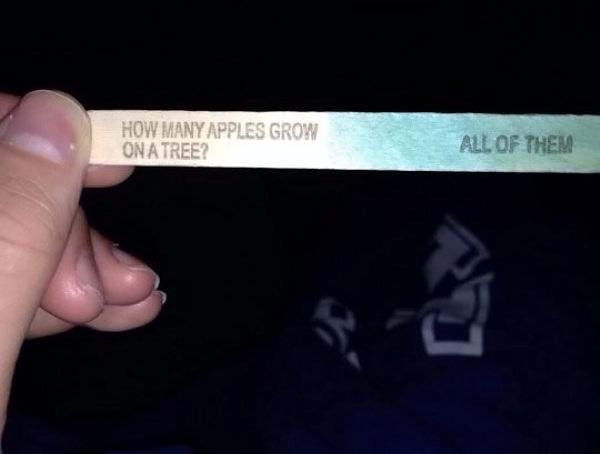 HOW MANY APPLES GROW
ON A TREE?
ALL OF THEM